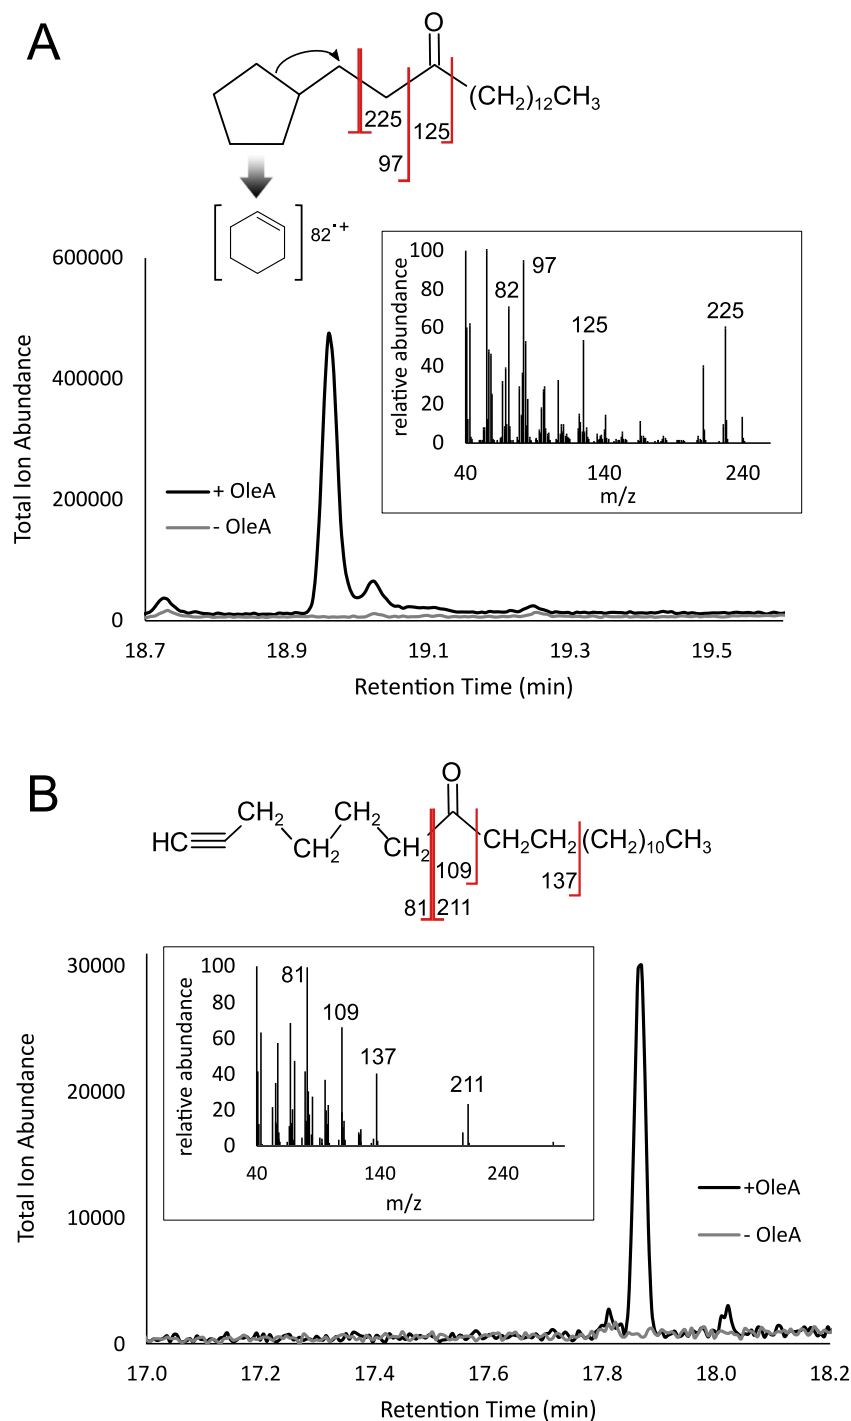 A
O
(CH2)12CH3
225
125
97
82·+
600000
400000
200000
0
Total Ion Abundance
+ OleA
- OleA
100
80
60
40
20
0
relative abundance
97
82
125
225
40
140
240
m/z
18.7
18.9
19.1
19.3
19.5
Retention Time (min)
B
O
CH2
CH2
HC
CH2
CH2
CH2CH2
(CH2)10CH3
109
137
81
211
30000
20000
10000
0
Total Ion Abundance
100
80
60
40
20
0
relative abundance
81
109
137
211
40
140
240
m/z
+OleA
- OleA
17.0
17.2
17.4
17.6
17.8
18.0
18.2
Retention Time (min)